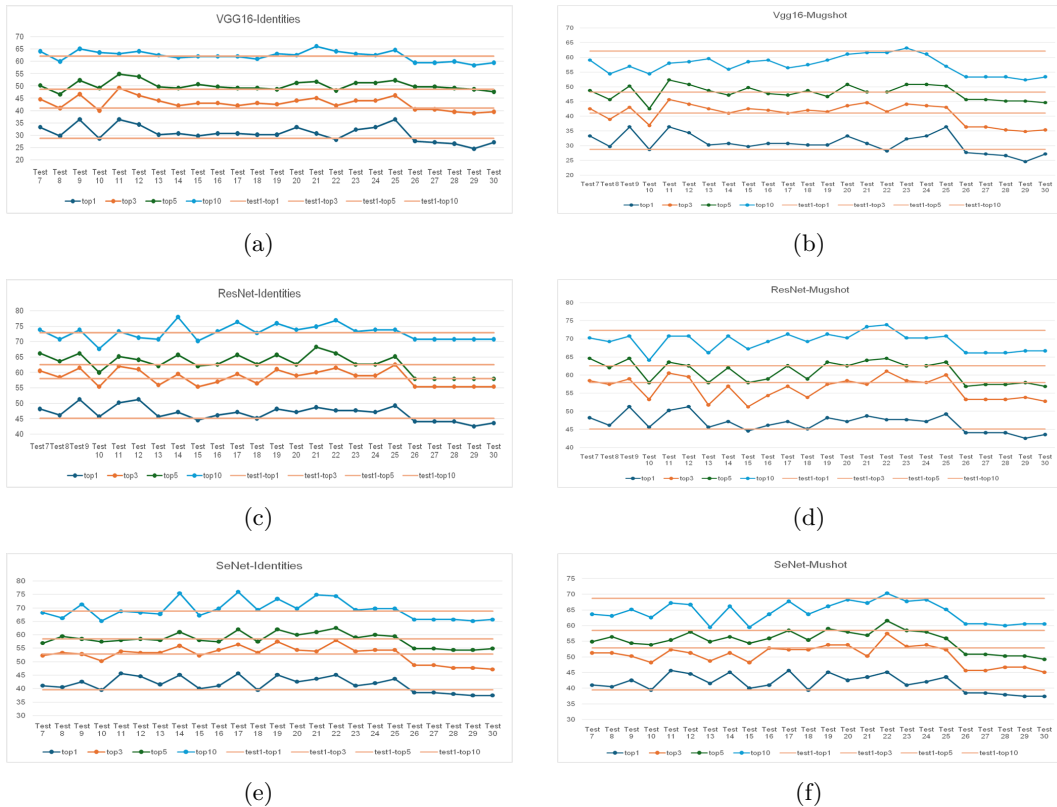 VGG16-Identities
70
65
60
55
50
45
40
35
30
25
20
Test Test Test Test Test Test Test Test Test Test Test Test Test Test Test Test Test Test Test Test Test Test Test Test
7 8 9 10 11 12 13 14 15 16 17 18 19 20 21 22 23 24 25 26 27 28 29 30
top1 top3 top5 top10 test1-top1 test1-top3 test1-top5 test1-top10
(a)
Vgg16-Mugshot
70
65
60
55
50
45
40
35
30
25
20
Test 7 Test 8 Test 9 Test Test Test Test Test Test Test Test Test Test Test Test Test Test Test Test Test Test Test Test Test
10 11 12 13 14 15 16 17 18 19 20 21 22 23 24 25 26 27 28 29 30
top1 top3 top5 top10 test1-top1 test1-top3 test1-top5 test1-top10
(b)
ResNet-Identities
80
75
70
65
60
55
50
45
40
Test 7 Test 8 Test 9 Test Test Test Test Test Test Test Test Test Test Test Test Test Test Test Test Test Test Test Test Test
10 11 12 13 14 15 16 17 18 19 20 21 22 23 24 25 26 27 28 29 30
top1 top3 top5 top10 test1-top1 test1-top3 test1-top5 test1-top10
(c)
ResNet-Mugshot
80
75
70
65
60
55
50
45
40
Test Test Test Test Test Test Test Test Test Test Test Test Test Test Test Test Test Test Test Test Test Test Test Test
7 8 9 10 11 12 13 14 15 16 17 18 19 20 21 22 23 24 25 26 27 28 29 30
top1 top3 top5 top10 test1-top1 test1-top3 test1-top5 test1-top10
(d)
SeNet-Identities
80
75
70
65
60
55
50
45
40
35
30
Test Test Test Test Test Test Test Test Test Test Test Test Test Test Test Test Test Test Test Test Test Test Test Test
7 8 9 10 11 12 13 14 15 16 17 18 19 20 21 22 23 24 25 26 27 28 29 30
top1 top3 top5 top10 test1-top1 test1-top3 test1-top5 test1-top10
(e)
SeNet-Mushot
75
70
65
60
55
50
45
40
35
30
Test Test Test Test Test Test Test Test Test Test Test Test Test Test Test Test Test Test Test Test Test Test Test Test
7 8 9 10 11 12 13 14 15 16 17 18 19 20 21 22 23 24 25 26 27 28 29 30
top1 top3 top5 top10 test1-top1 test1-top3 test1-top5 test1-top10
(f)